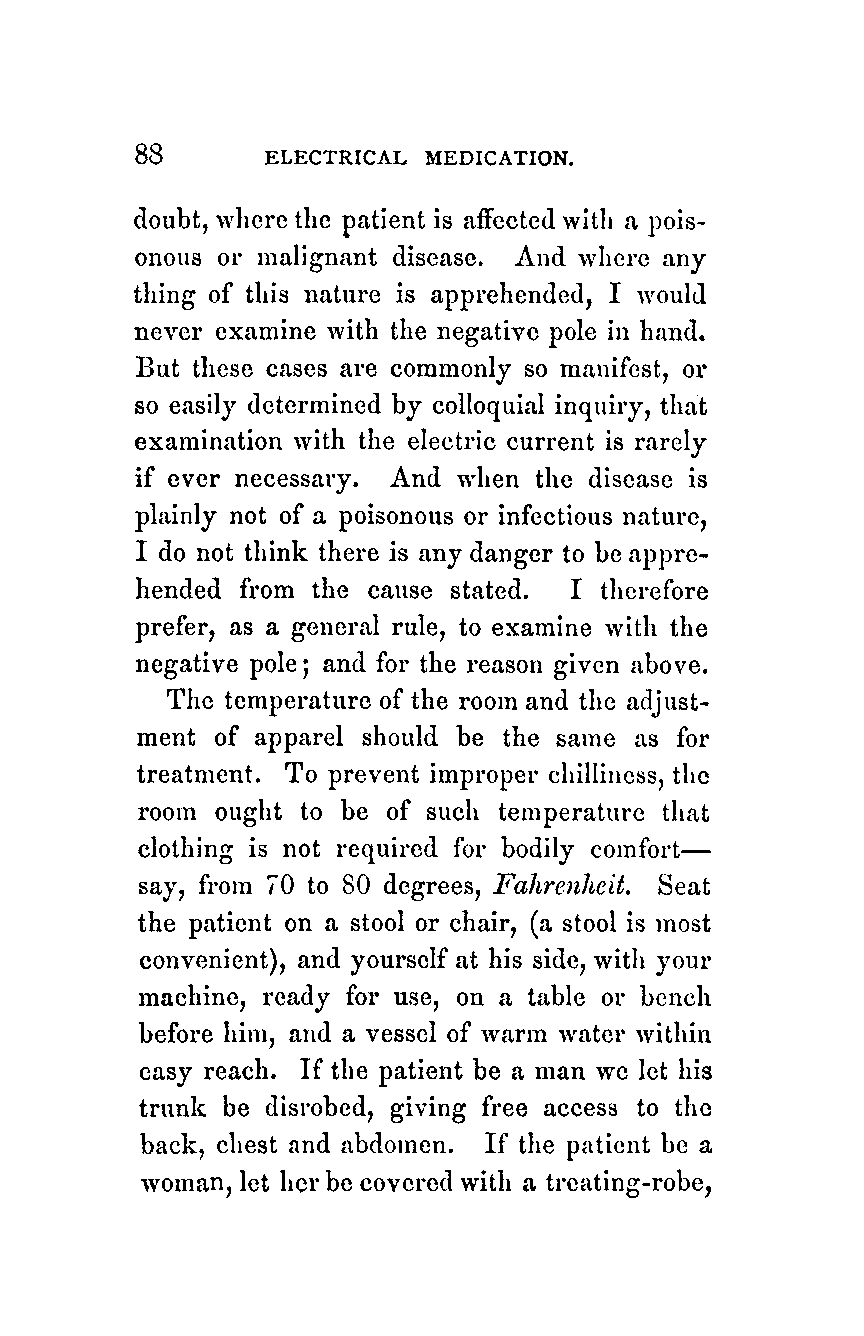 88 ELECTRICAL MEDICATION.
doubt, where the patient is affected with a pois-
onous or malignant disease. And where any
thing of this nature is apprehended, I would
never examine with the negative pole in hand.
But these cases are commonly so manifest, or
so easily determined by colloquial inquiry, that
examination with the electric current is rarely
if ever necessary. And when the disease is
plainly not of a poisonous or infectious nature,
I do not think there is any danger to be appre-
hended from the cause stated. I therefore
prefer, as a general rule, to examine with the
negative pole; and for the reason given above.
The temperature of the room and the adjust-
ment of apparel should be the same as for
treatment. To prevent improper chilliness, the
room ought to be of such temperature that
clothing is not required for bodily comfort—
say, from 70 to 80 degrees, Fahrenheit. Seat
the patient on a stool or chair, (a stool is most
convenient), and yourself at his side, with your
machine, ready for use, on a table or bench
before him, and a vessel of warm water within
easy reach. If the patient be a man we let his
trunk be disrobed, giving free access to the
back, chest and abdomen. If the patient be a
woman, let her be covered with a treating-robe,